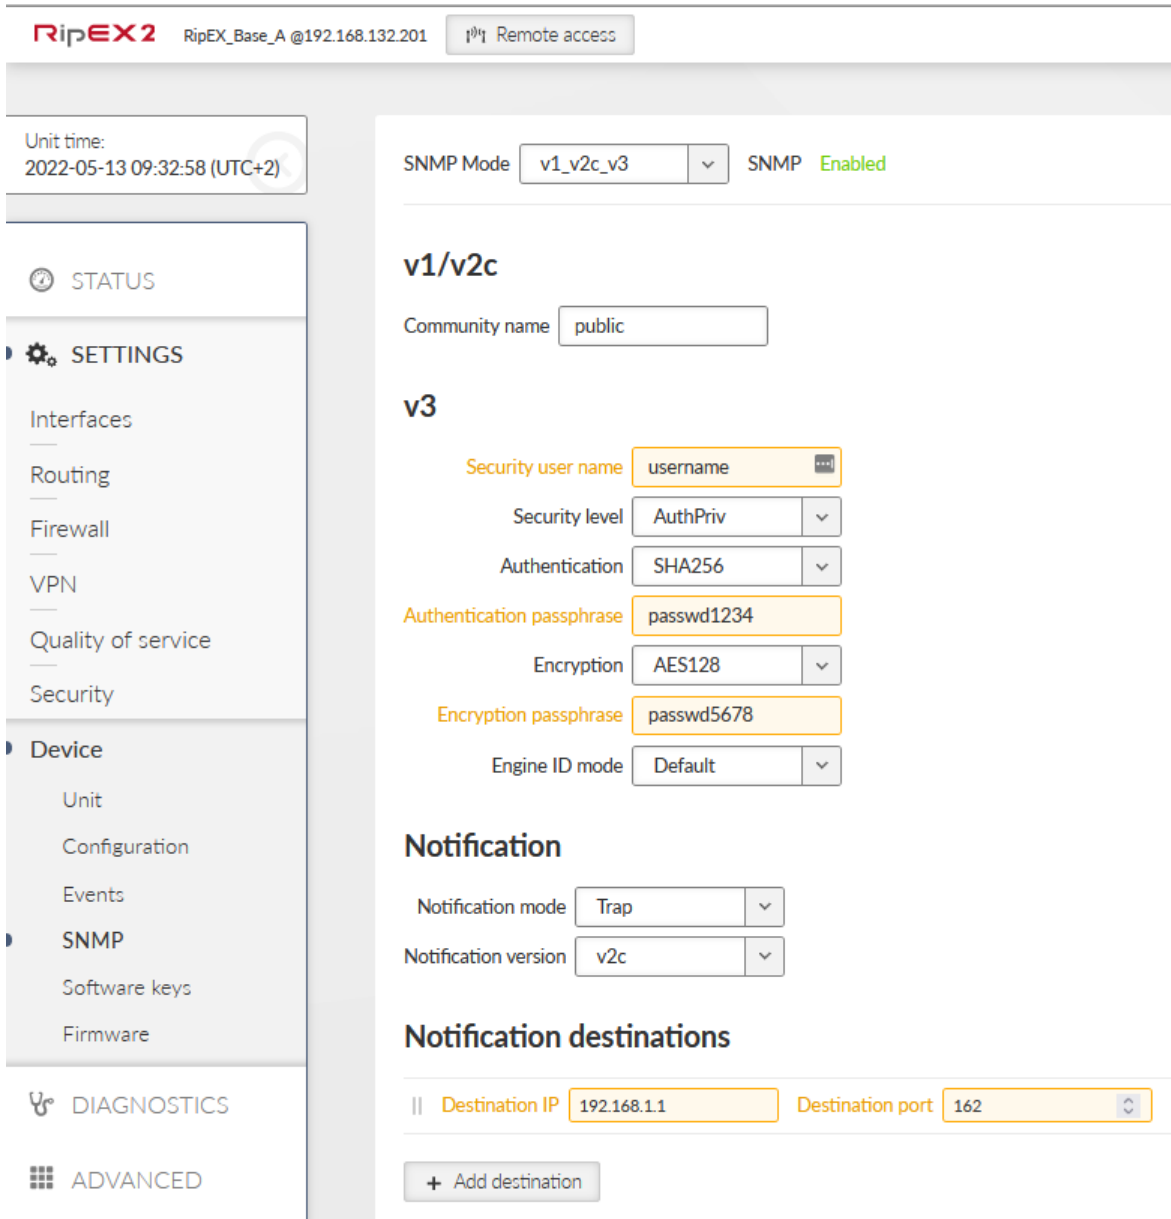 RipEX2 RipEX_Base_A @192.168.132.201 Remote access
Unit time:
2022-05-13 09:32:58 (UTC+2)
STATUS
SETTINGS
Interfaces
Routing
Firewall
VPN
Quality of service
Security
Device
Unit
Configuration
Events
SNMP
Software keys
Firmware
DIAGNOSTICS
ADVANCED
SNMP Mode v1_v2c_v3 SNMP Enabled
v1/v2c
Community name public
v3
Security user name username
Security level AuthPriv
Authentication SHA256
Authentication passphrase passwd1234
Encryption AES128
Encryption passphrase passwd5678
Engine ID mode Default
Notification
Notification mode Trap
Notification version v2c
Notification destinations
Destination IP 192.168.1.1 Destination port 162
+ Add destination